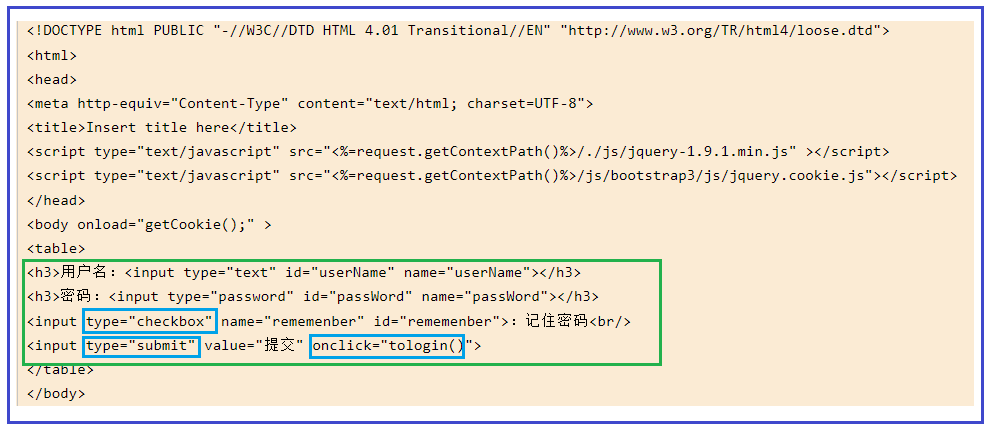 <!DOCTYPE html PUBLIC "-//W3C//DTD HTML 4.01 Transitional//EN" "http://www.w3.org/TR/html4/loose.dtd">
<html>
<head>
<meta http-equiv="Content-Type" content="text/html; charset=UTF-8">
<title>Insert title here</title>
<script type="text/javascript" src="<%=request.getContextPath()%>/./js/jquery-1.9.1.min.js" ></script>
<script type="text/javascript" src="<%=request.getContextPath()%>/js/bootstrap3/js/jquery.cookie.js"></script>
</head>
<body onload="getCookie();" >
<table>
<h3>用户名：<input type="text" id="userName" name="userName"></h3>
<h3>密码：<input type="password" id="passWord" name="passWord"></h3>
<input type="checkbox" name="rememenber" id="rememenber">：记住密码<br/>
<input type="submit" value="提交" onclick="tologin()">
</table>
</body>